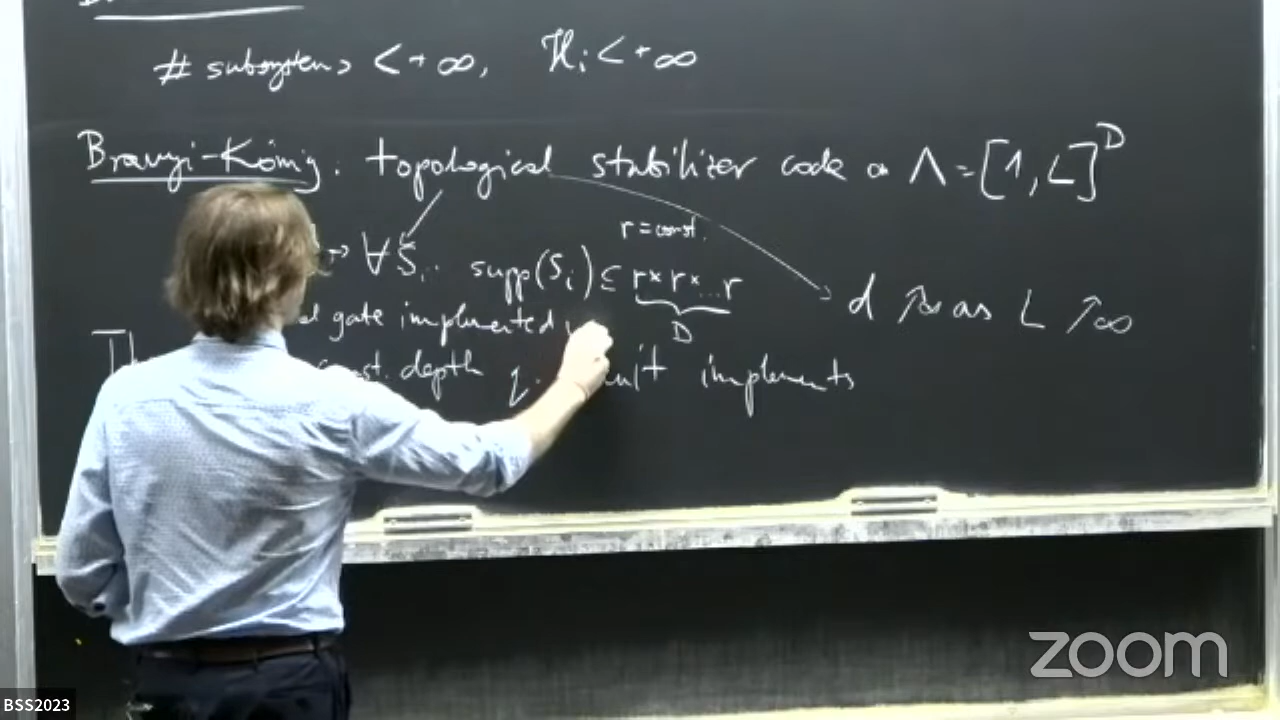 # subsystems < +∞, ℋᵢ < +∞
Bravyi-König: topological stabilizer code on Λ = [1, L]^D
r = const.
→ ∀ Sᵢ: supp(Sᵢ) ⊆ r × r × ... r
D
d ↗∞ as L ↗∞
gate implemented
const. depth q. implements
zoom
BSS2023